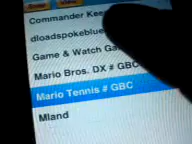 Commander Kee
dloadspokeblue
Game & Watch Ga
Mario Bros. DX # GBC
Mario Tennis # GBC
Mland